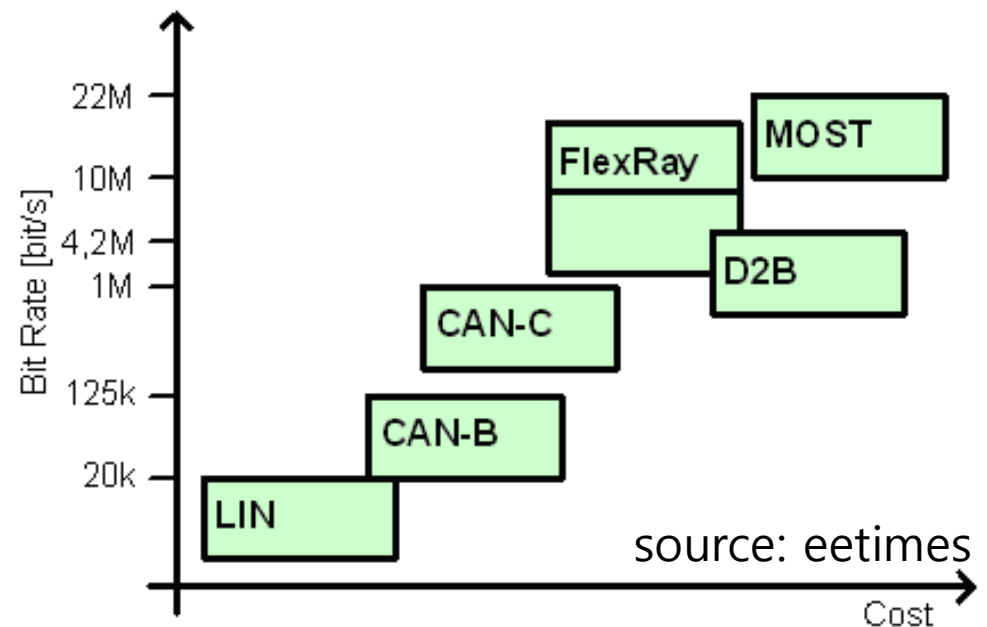 22M
10M
4,2M
1M
125k
20k
Bit Rate [bit/s]
MOST
FlexRay
D2B
CAN-C
CAN-B
LIN
source: eetimes
Cost